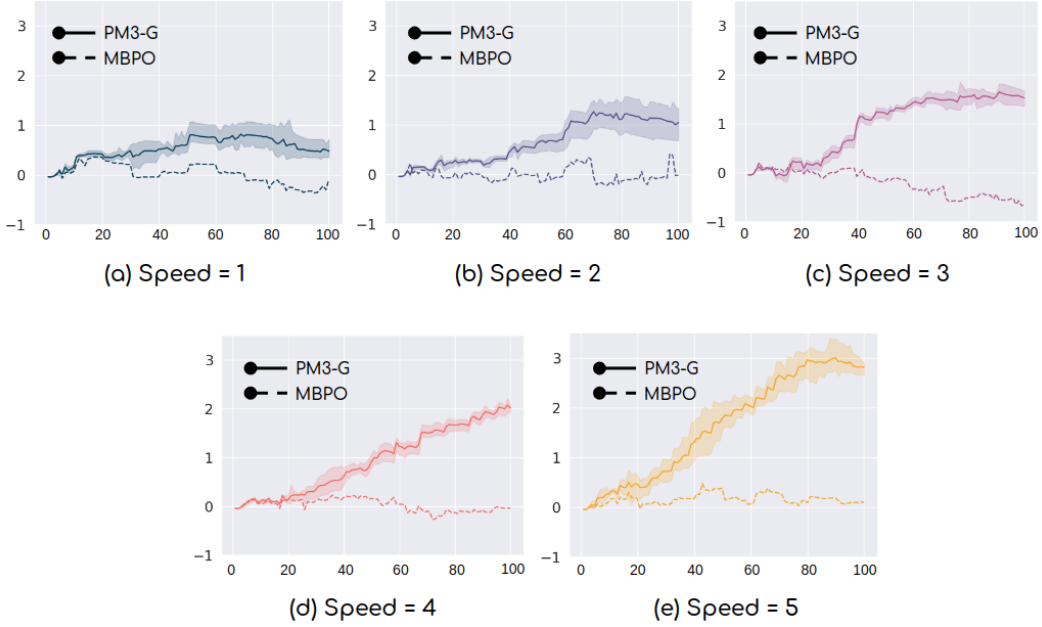 PM3-G
MBPO
3
2
1
0
−1
0 20 40 60 80 100
(a) Speed = 1
PM3-G
MBPO
3
2
1
0
−1
0 20 40 60 80 100
(b) Speed = 2
PM3-G
MBPO
3
2
1
0
−1
0 20 40 60 80 100
(c) Speed = 3
PM3-G
MBPO
3
2
1
0
−1
0 20 40 60 80 100
(d) Speed = 4
PM3-G
MBPO
3
2
1
0
−1
0 20 40 60 80 100
(e) Speed = 5